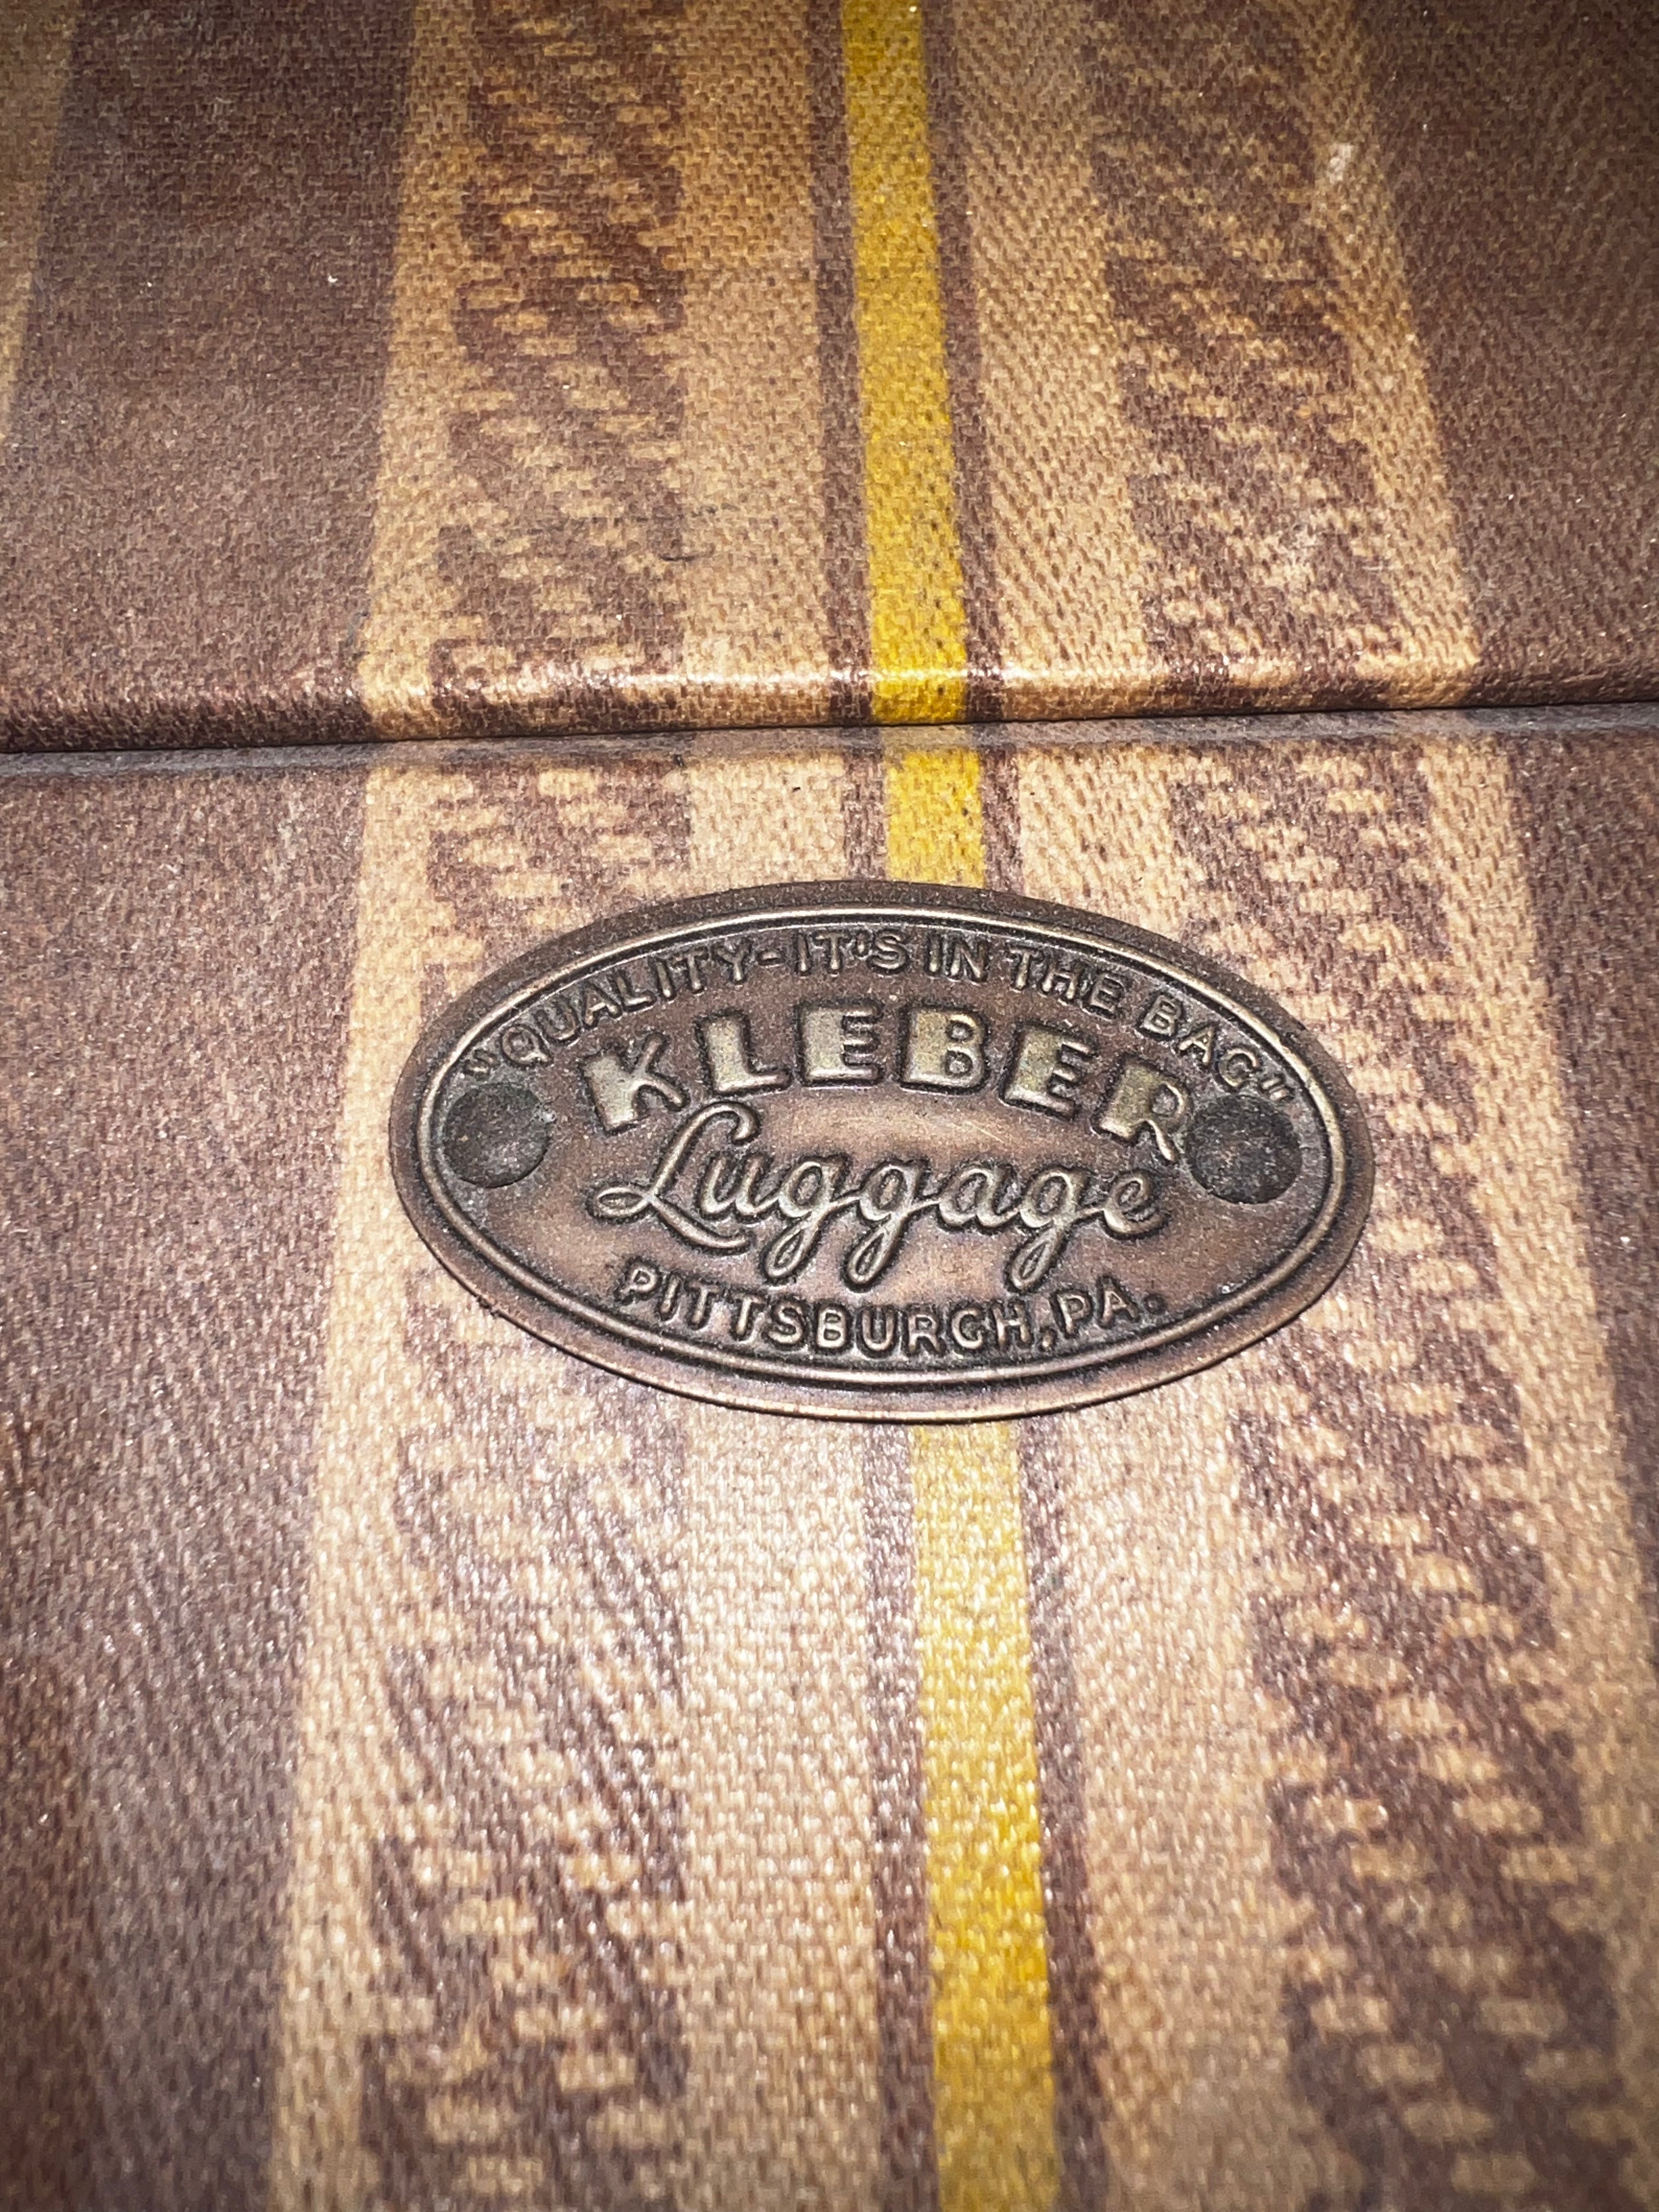 "QUALITY-IT'S IN THE BAG"
KLEBER
Luggage
PITTSBURGH, PA.